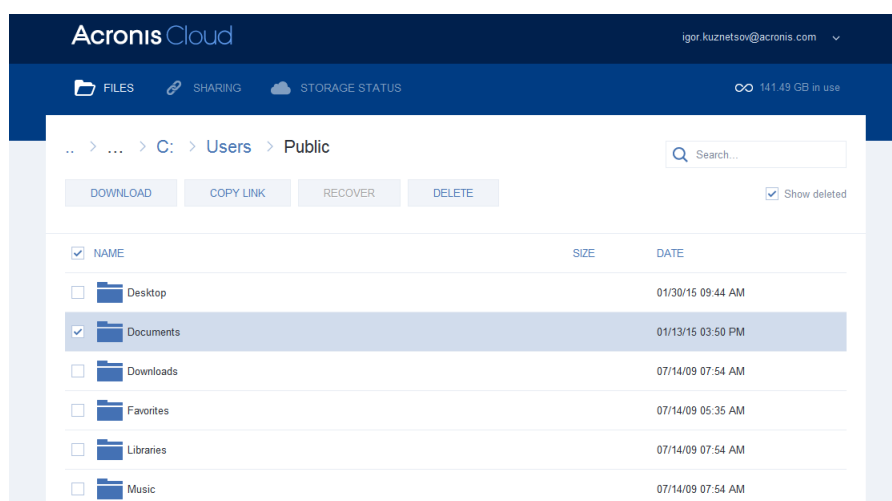 Acronis Cloud
igor.kuznetsov@acronis.com
FILES SHARING STORAGE STATUS 141.49 GB in use
.. > ... > C: > Users > Public
Search...
DOWNLOAD COPY LINK RECOVER DELETE
Show deleted
NAME SIZE DATE
Desktop 01/30/15 09:44 AM
Documents 01/13/15 03:50 PM
Downloads 07/14/09 07:54 AM
Favorites 07/14/09 05:35 AM
Libraries 07/14/09 07:54 AM
Music 07/14/09 07:54 AM